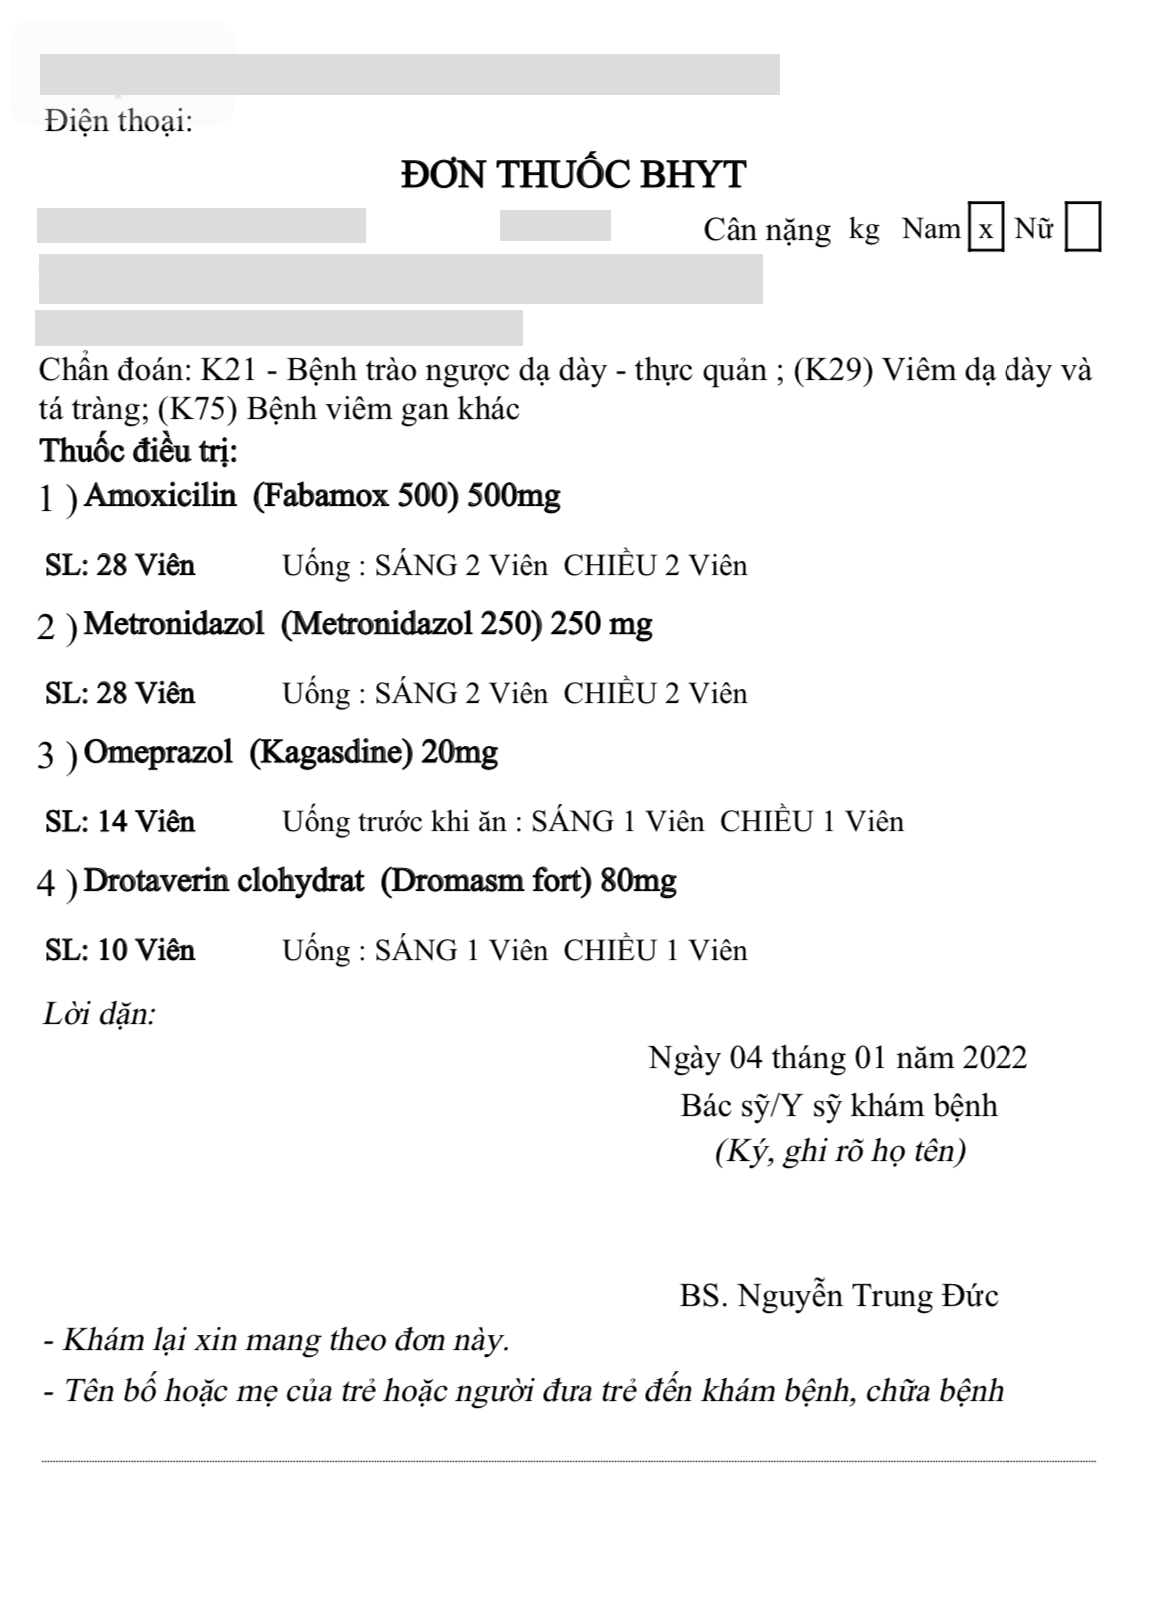 Điện thoại:
ĐƠN THUỐC BHYT
Cân nặng kg Nam x Nữ
Chẩn đoán: K21 - Bệnh trào ngược dạ dày - thực quản ; (K29) Viêm dạ dày và
tá tràng; (K75) Bệnh viêm gan khác
Thuốc điều trị:
1 ) Amoxicilin (Fabamox 500) 500mg
SL: 28 Viên Uống : SÁNG 2 Viên CHIỀU 2 Viên
2 ) Metronidazol (Metronidazol 250) 250 mg
SL: 28 Viên Uống : SÁNG 2 Viên CHIỀU 2 Viên
3 ) Omeprazol (Kagasdine) 20mg
SL: 14 Viên Uống trước khi ăn : SÁNG 1 Viên CHIỀU 1 Viên
4 ) Drotaverin clohydrat (Dromasm fort) 80mg
SL: 10 Viên Uống : SÁNG 1 Viên CHIỀU 1 Viên
Lời dặn:
Ngày 04 tháng 01 năm 2022
Bác sỹ/Y sỹ khám bệnh
(Ký, ghi rõ họ tên)
BS. Nguyễn Trung Đức
- Khám lại xin mang theo đơn này.
- Tên bố hoặc mẹ của trẻ hoặc người đưa trẻ đến khám bệnh, chữa bệnh